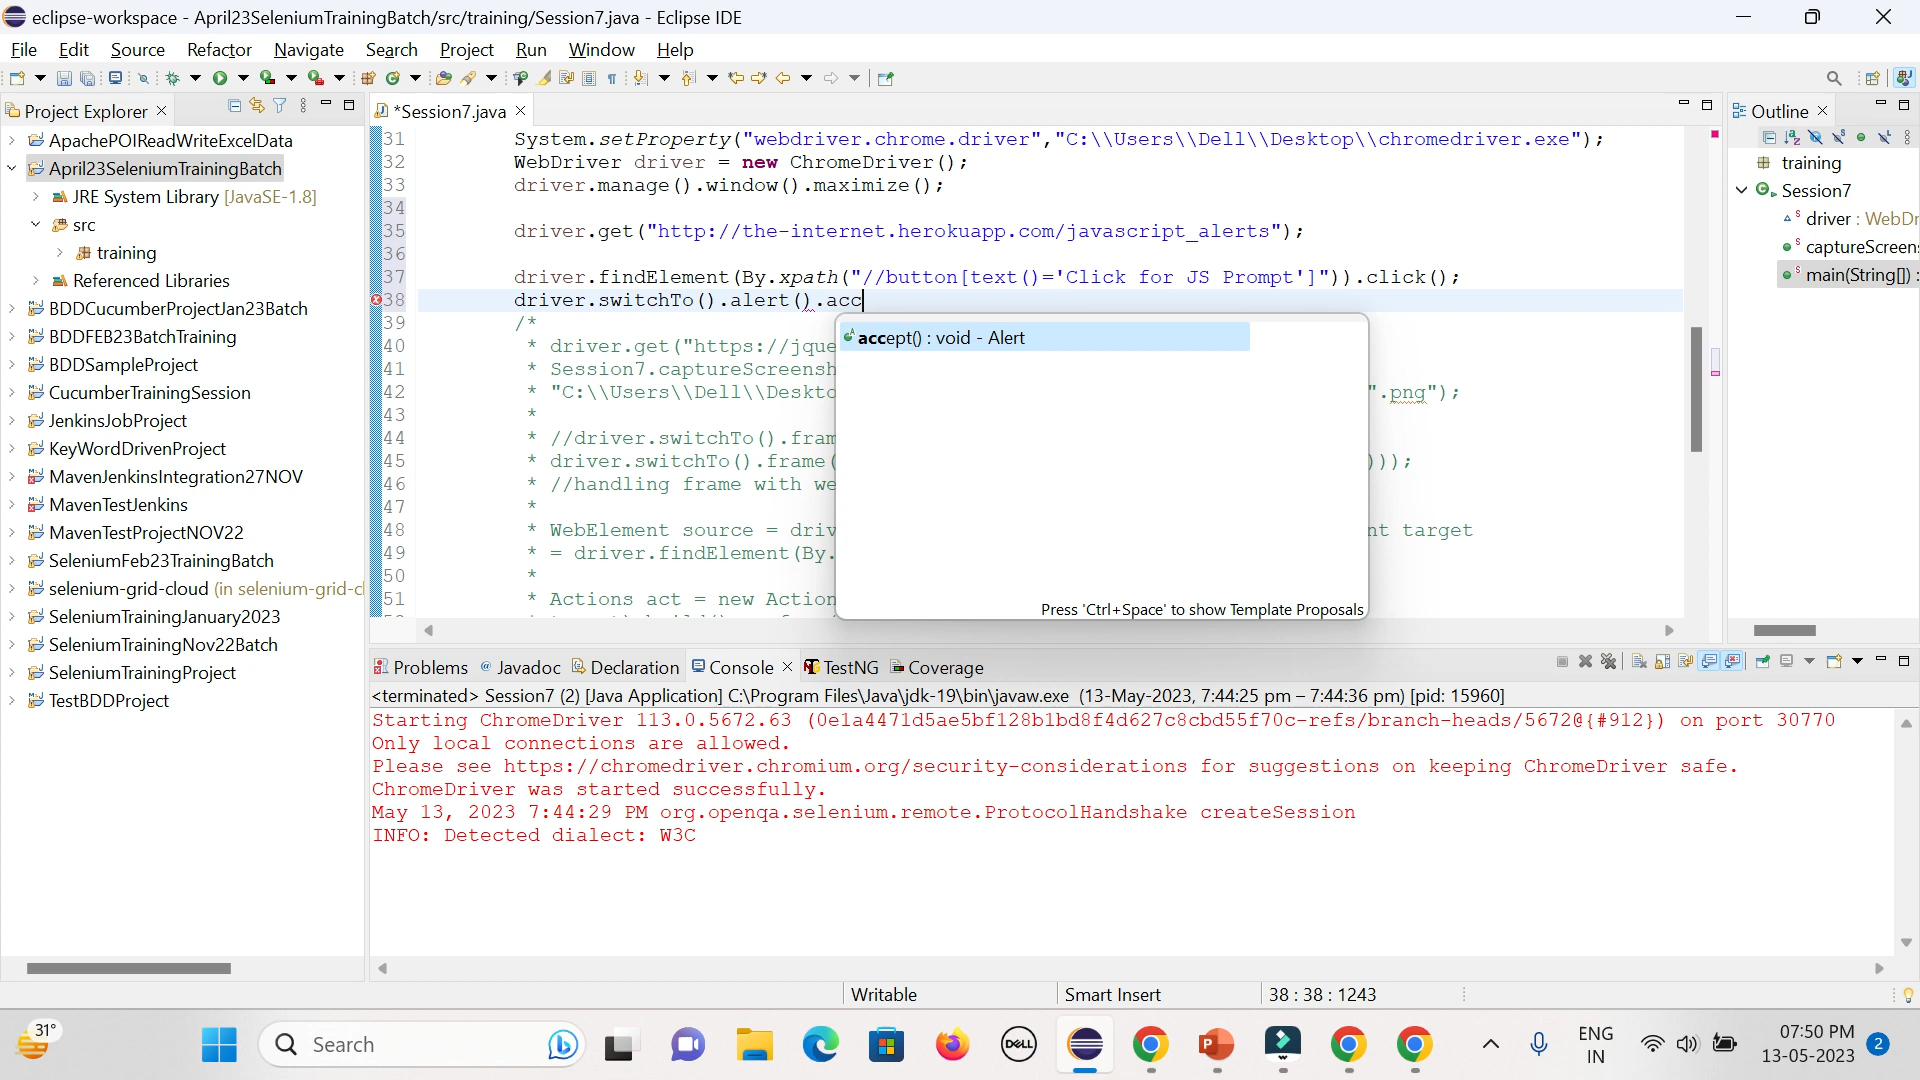 eclipse-workspace - April23SeleniumTrainingBatch/src/training/Session7.java - Eclipse IDE
File Edit Source Refactor Navigate Search Project Run Window Help
Project Explorer
ApachePOIReadWriteExcelData
April23SeleniumTrainingBatch
JRE System Library [JavaSE-1.8]
src
training
Referenced Libraries
BDDCucumberProjectJan23Batch
BDDFEB23BatchTraining
BDDSampleProject
CucumberTrainingSession
JenkinsJobProject
KeyWordDrivenProject
MavenJenkinsIntegration27NOV
MavenTestJenkins
MavenTestProjectNOV22
SeleniumFeb23TrainingBatch
selenium-grid-cloud (in selenium-grid-cl
SeleniumTrainingJanuary2023
SeleniumTrainingNov22Batch
SeleniumTrainingProject
TestBDDProject
*Session7.java
31 System.setProperty("webdriver.chrome.driver","C:\\Users\\Dell\\Desktop\\chromedriver.exe");
32 WebDriver driver = new ChromeDriver();
33 driver.manage().window().maximize();
34
35 driver.get("http://the-internet.herokuapp.com/javascript_alerts");
36
37 driver.findElement(By.xpath("//button[text()='Click for JS Prompt']")).click();
38 driver.switchTo().alert().acc
39 /*
40 * driver.get("https://jque
41 * Session7.captureScreensh
42 * "C:\\Users\\Dell\\Deskto ".png");
43 *
44 * //driver.switchTo().fram
45 * driver.switchTo().frame( )));
46 * //handling frame with we
47 *
48 * WebElement source = driv nt target
49 * = driver.findElement(By.
50 *
51 * Actions act = new Action
accept() : void - Alert
Press 'Ctrl+Space' to show Template Proposals
Outline
training
Session7
driver : WebDr
captureScreens
main(String[]) :
Problems Javadoc Declaration Console TestNG Coverage
<terminated> Session7 (2) [Java Application] C:\Program Files\Java\jdk-19\bin\javaw.exe (13-May-2023, 7:44:25 pm – 7:44:36 pm) [pid: 15960]
Starting ChromeDriver 113.0.5672.63 (0e1a4471d5ae5bf128b1bd8f4d627c8cbd55f70c-refs/branch-heads/5672@{#912}) on port 30770
Only local connections are allowed.
Please see https://chromedriver.chromium.org/security-considerations for suggestions on keeping ChromeDriver safe.
ChromeDriver was started successfully.
May 13, 2023 7:44:29 PM org.openqa.selenium.remote.ProtocolHandshake createSession
INFO: Detected dialect: W3C
Writable Smart Insert 38 : 38 : 1243
31°
Search
DELL
ENG
IN
07:50 PM
13-05-2023
2